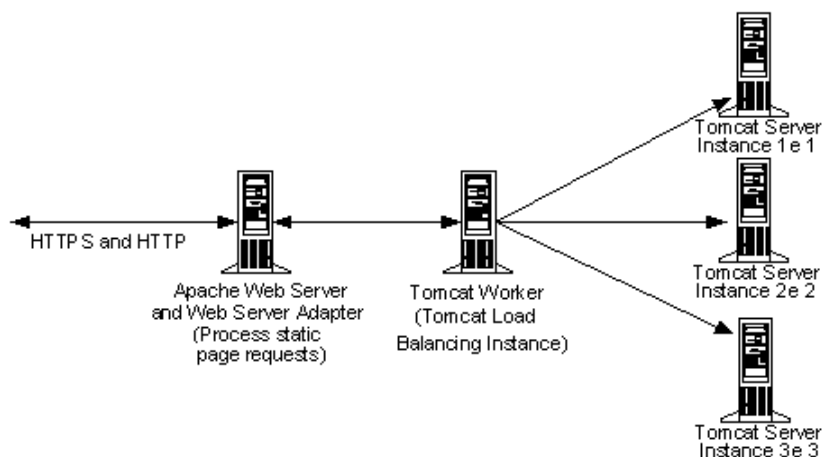 HTTPS and HTTP
Apache Web Server
and Web Server Adapter
(Process static
page requests)
Tomcat Worker
(Tomcat Load
Balancing Instance)
Tomcat Server
Instance 1e 1
Tomcat Server
Instance 2e 2
Tomcat Server
Instance 3e 3